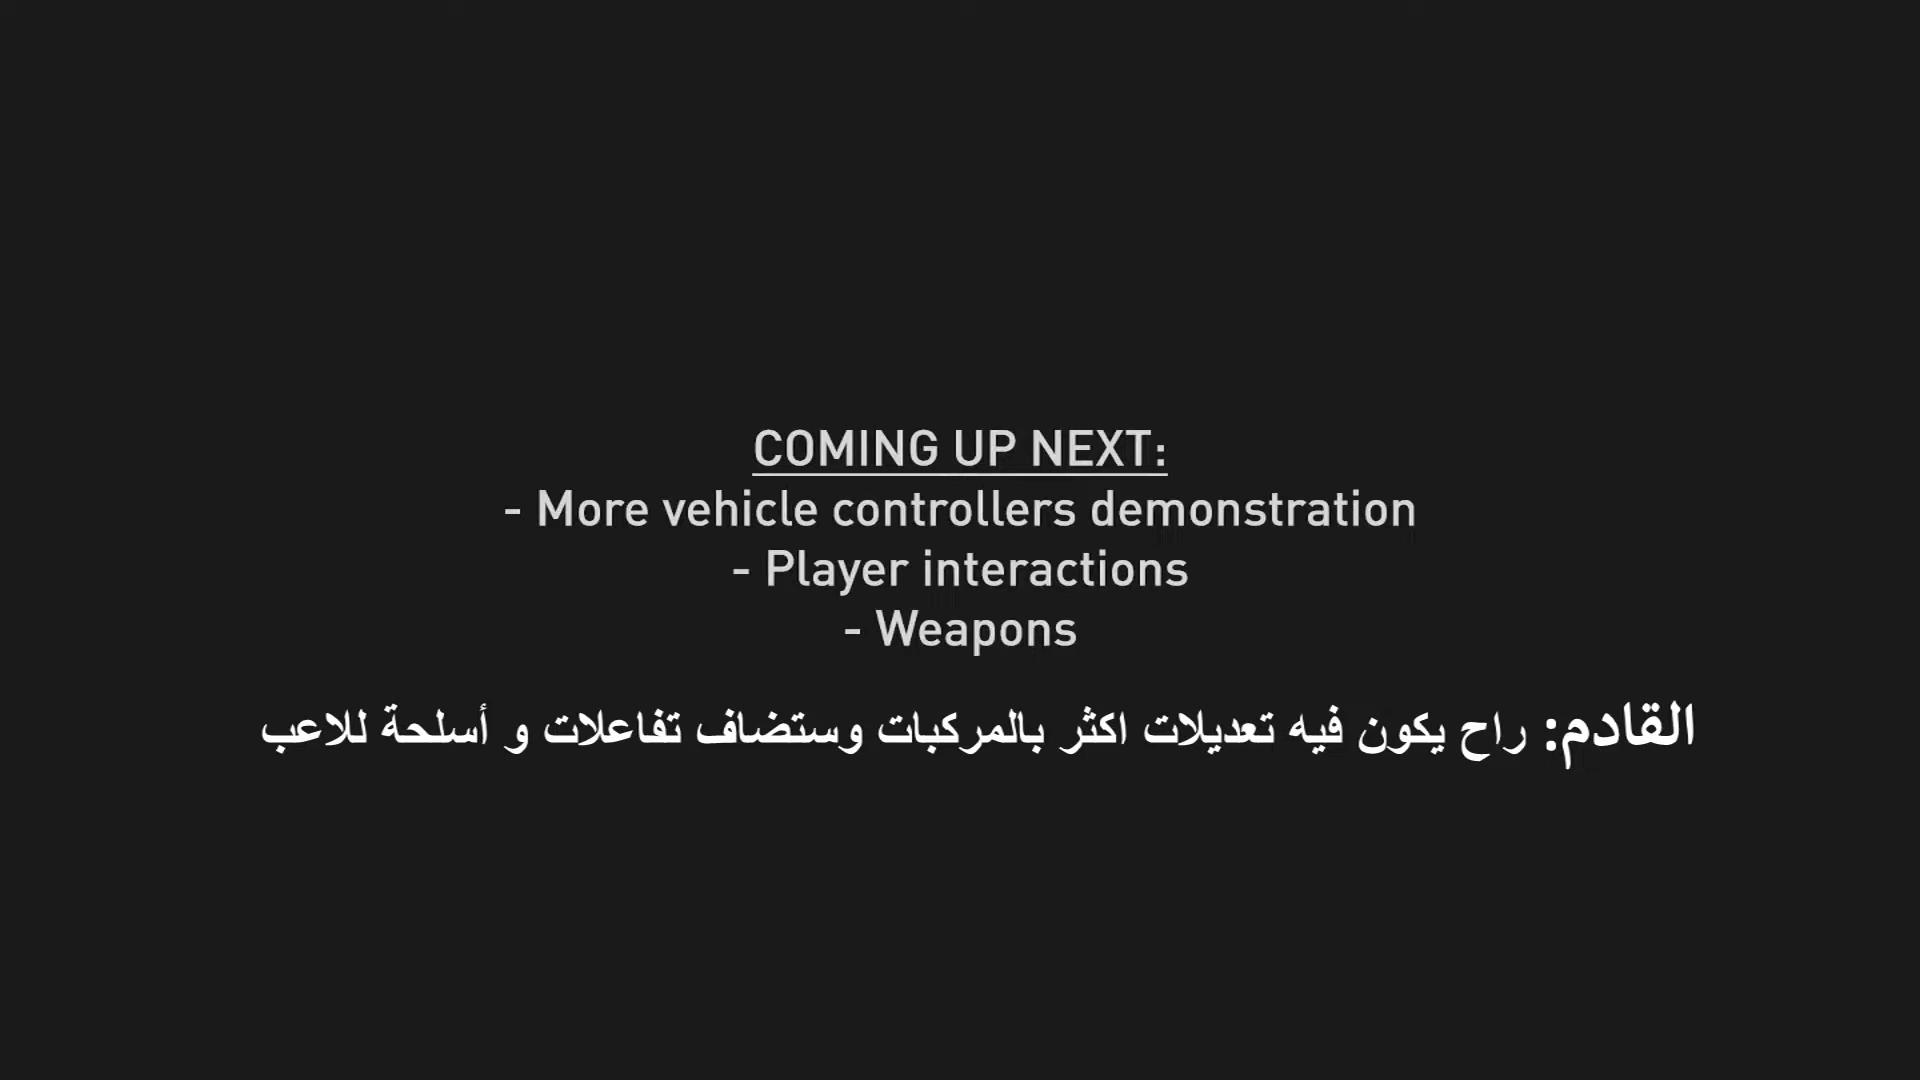 COMING UP NEXT:
- More vehicle controllers demonstration
- Player interactions
- Weapons
القادم: راح يكون فيه تعديلات اكثر بالمركبات وستضاف تفاعلات و أسلحة للاعب